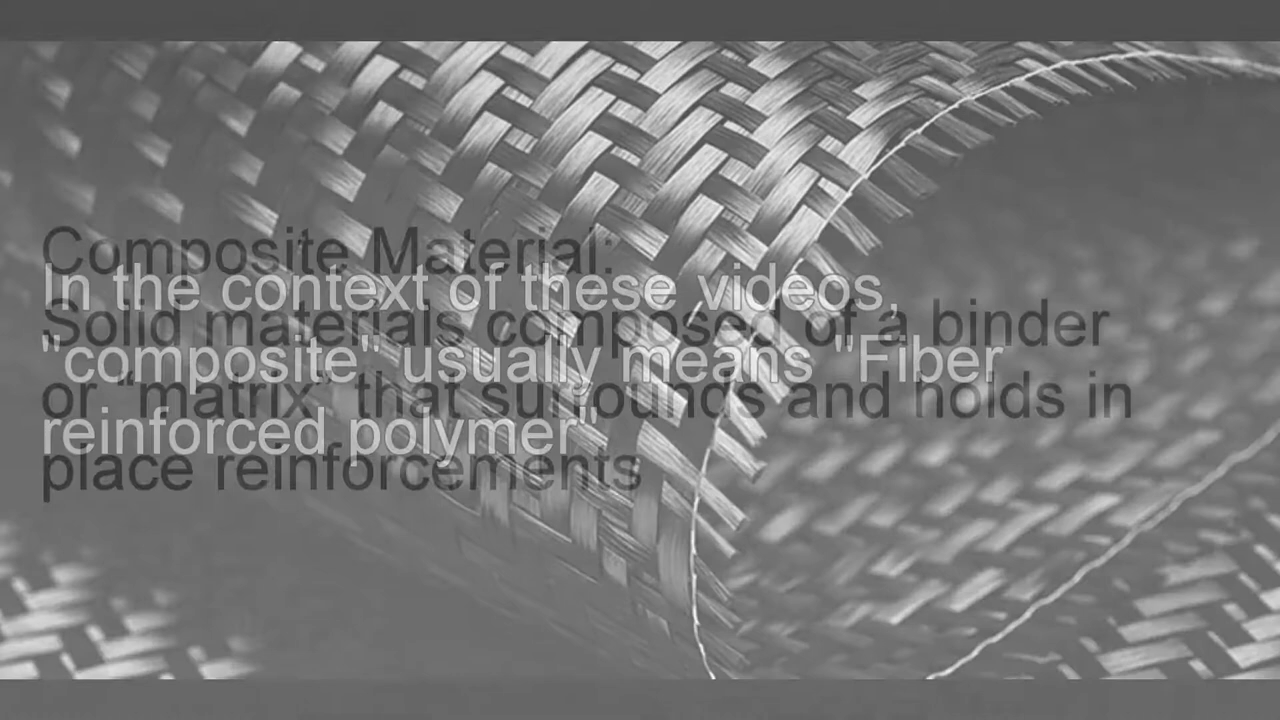 Composite Material:
In the context of these videos,
Solid materials composed of a binder
"composite" usually means "Fiber
or “matrix” that surrounds and holds in
reinforced polymer"
place reinforcements